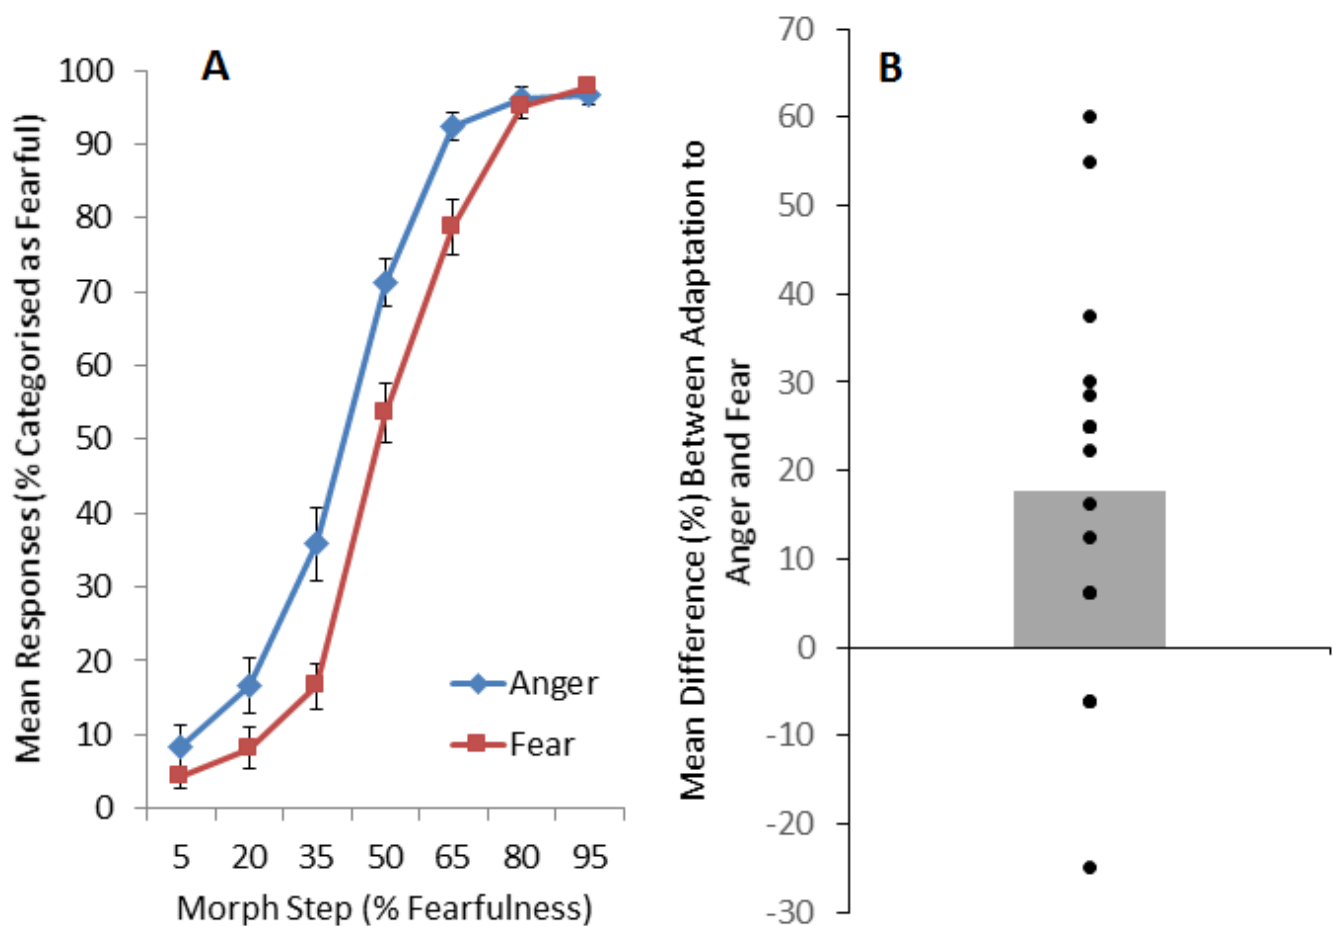 A
Mean Responses (% Categorised as Fearful)
100
90
80
70
60
50
40
30
20
10
0
5 20 35 50 65 80 95
Morph Step (% Fearfulness)
Anger
Fear
B
Mean Difference (%) Between Adaptation to
Anger and Fear
70
60
50
40
30
20
10
0
-10
-20
-30